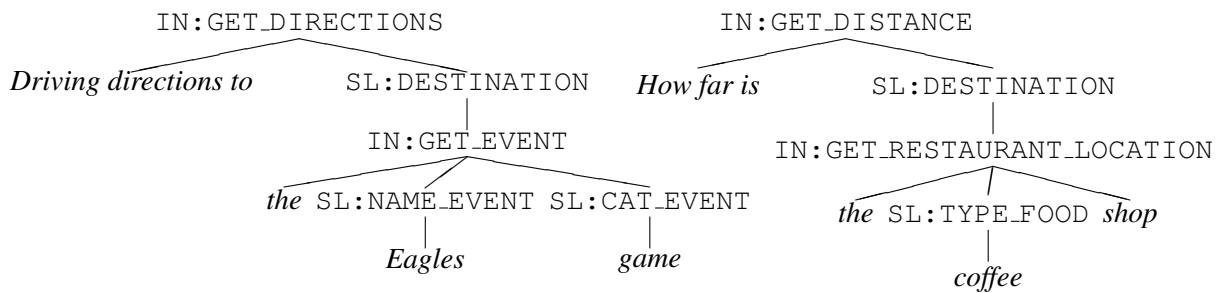 IN:GET_DIRECTIONS IN:GET_DISTANCE
Driving directions to SL:DESTINATION How far is SL:DESTINATION
IN:GET_EVENT IN:GET_RESTAURANT_LOCATION
the SL:NAME_EVENT SL:CAT_EVENT the SL:TYPE_FOOD shop
Eagles game coffee